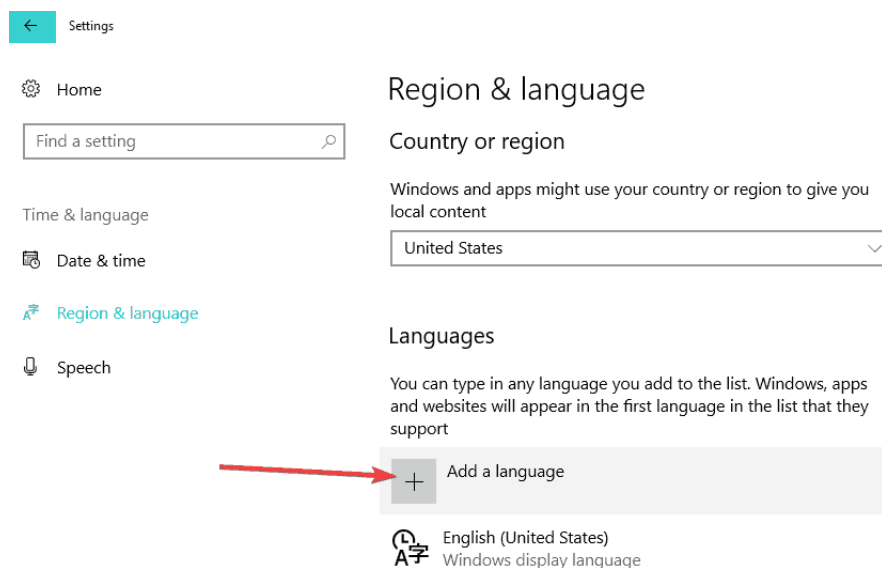 Settings
Home
Find a setting
Time & language
Date & time
Region & language
Speech
Region & language
Country or region
Windows and apps might use your country or region to give you
local content
United States
Languages
You can type in any language you add to the list. Windows, apps
and websites will appear in the first language in the list that they
support
Add a language
English (United States)
Windows display language